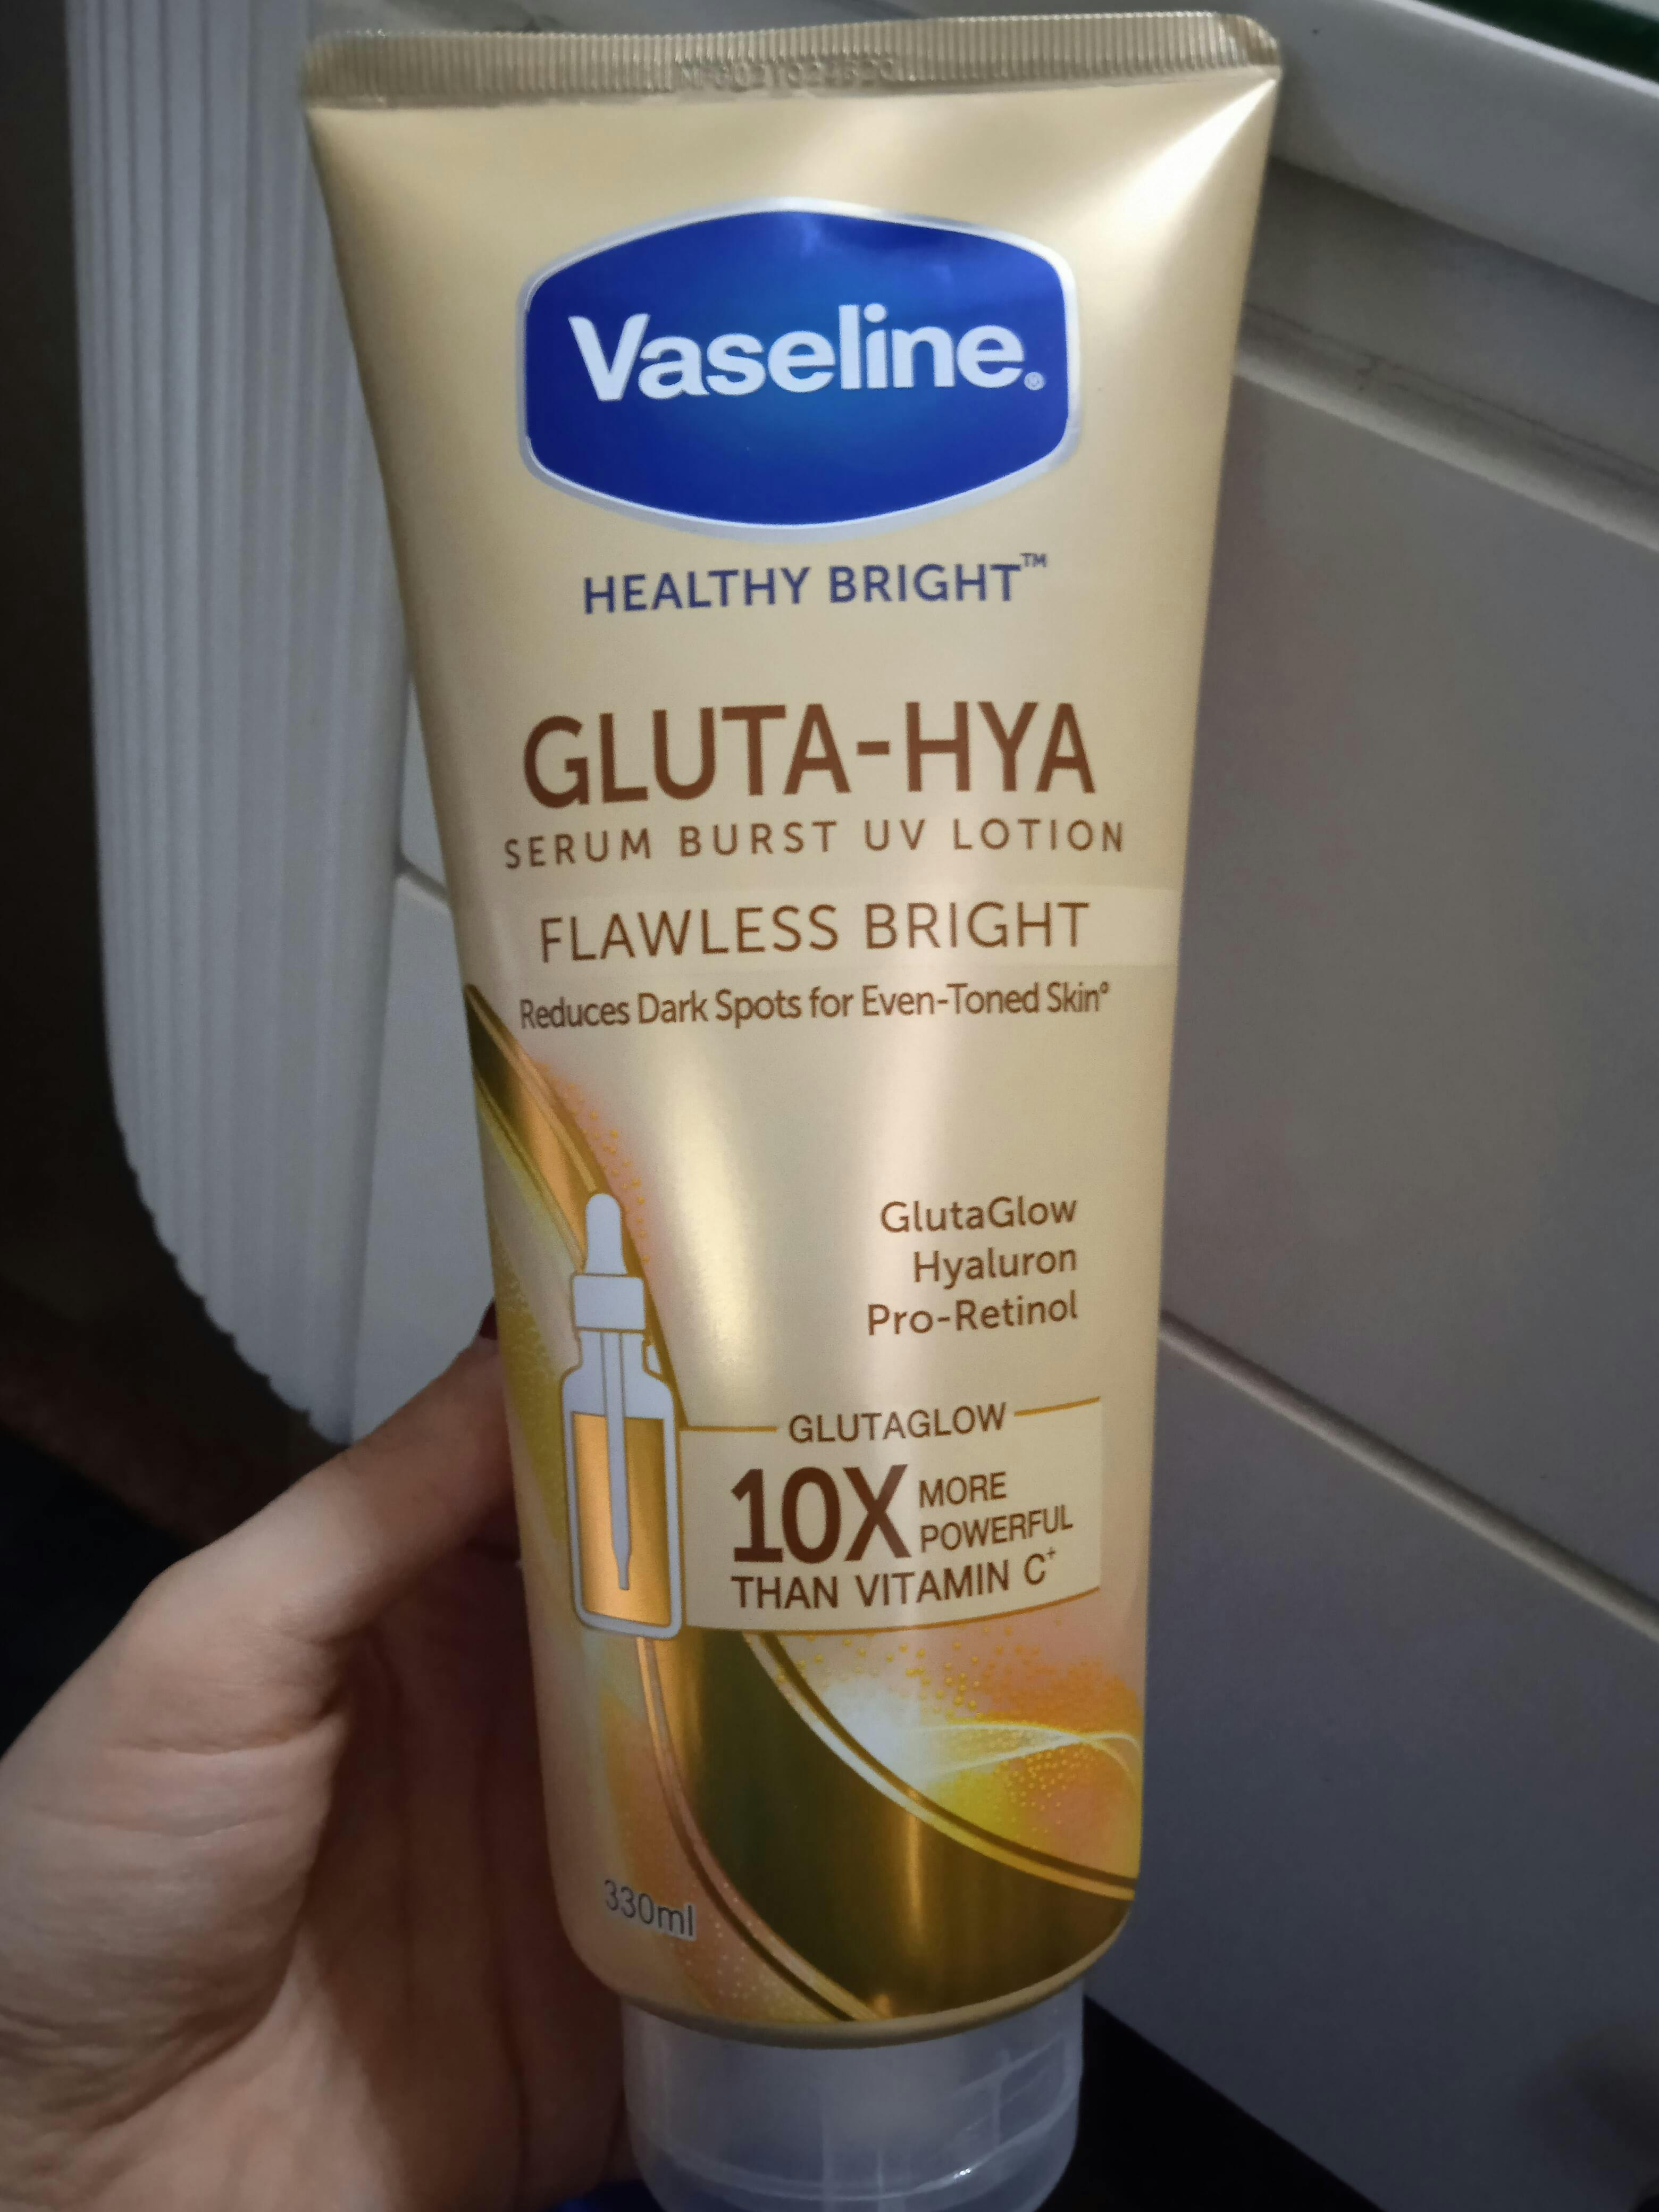 Vaseline®
HEALTHY BRIGHT™
GLUTA-HYA
SERUM BURST UV LOTION
FLAWLESS BRIGHT
Reduces Dark Spots for Even-Toned Skin°
GlutaGlow
Hyaluron
Pro-Retinol
GLUTAGLOW
10X MORE
POWERFUL
THAN VITAMIN C⁺
330ml